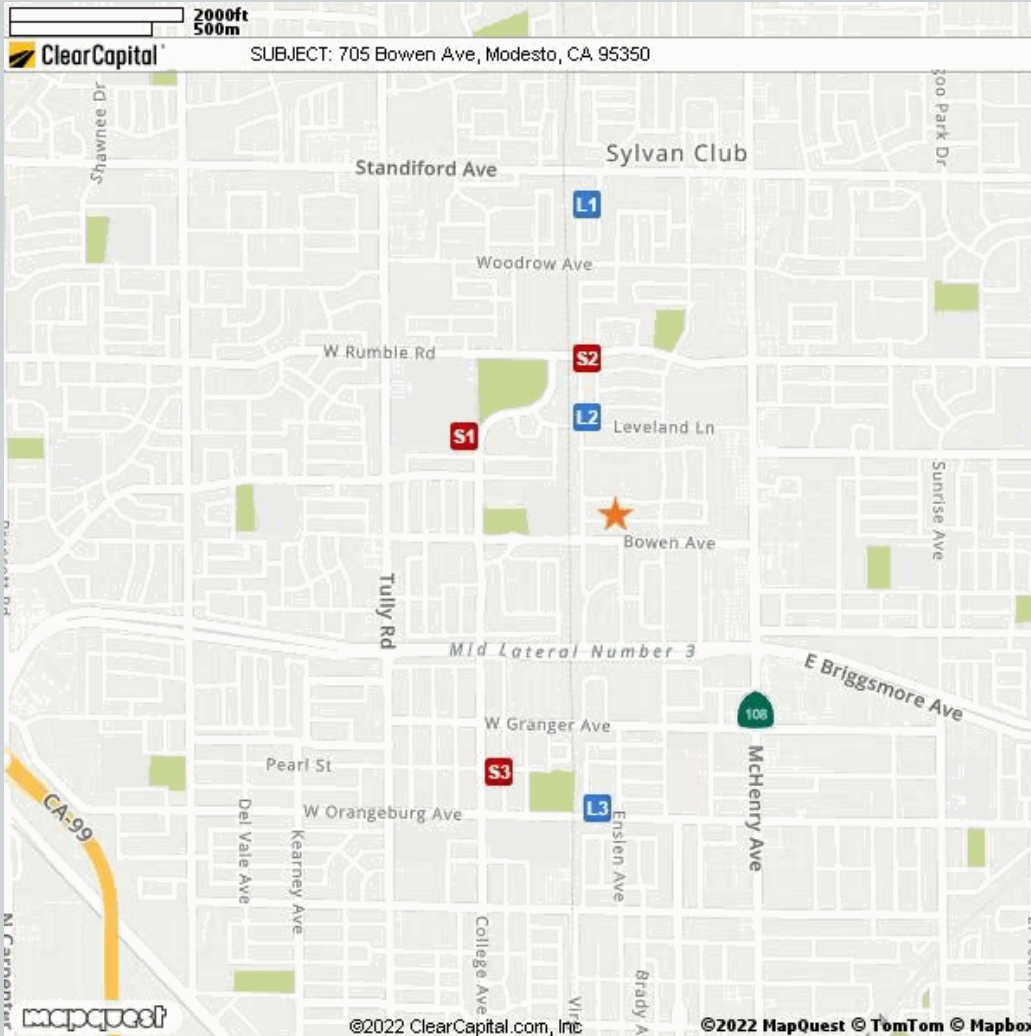 2000ft
500m
ClearCapital
SUBJECT: 705 Bowen Ave, Modesto, CA 95350
Shawnee Dr
Park Dr
Sylvan Club
Standiford Ave
L1
Woodrow Ave
W Rumble Rd
S2
L2
Leveland Ln
S1
Sunrise Ave
Bowen Ave
Tully Rd
Mid Lateral Number 3
E Briggsmore Ave
108
W Granger Ave
Pearl St
S3
McHenry Ave
CA-99
Del Vale Ave
W Orangeburg Ave
L3
Enslen Ave
Kearney Ave
College Ave
Brady A
mapquest
©2022 ClearCapital.com, Inc
©2022 MapQuest © TomTom © Mapbox